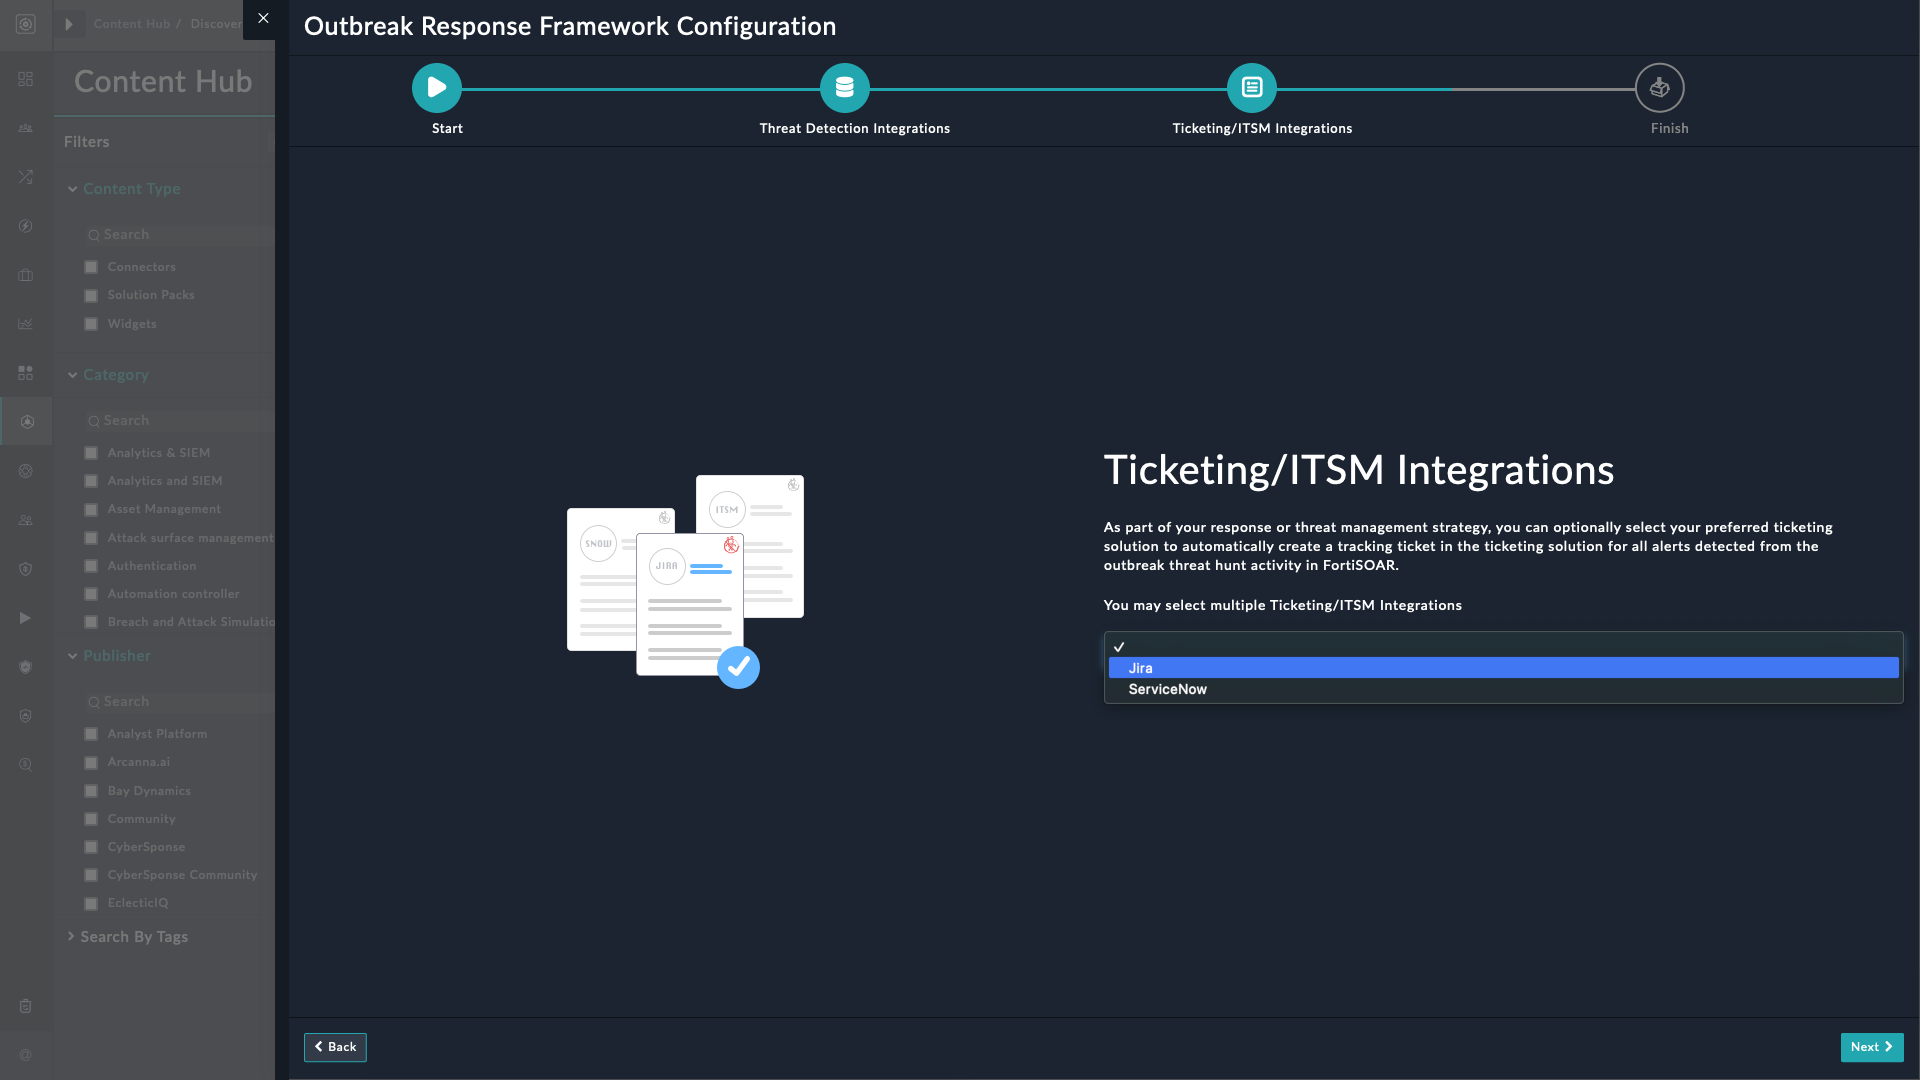 Content Hub / Discover
Content Hub
Filters
Content Type
Search
Connectors
Solution Packs
Widgets
Category
Search
Analytics & SIEM
Analytics and SIEM
Asset Management
Attack surface management
Authentication
Automation controller
Breach and Attack Simulatio
Publisher
Search
Analyst Platform
Arcanna.ai
Bay Dynamics
Community
CyberSponse
CyberSponse Community
EclecticIQ
Search By Tags
Outbreak Response Framework Configuration
Start
Threat Detection Integrations
Ticketing/ITSM Integrations
Finish
SNOW
ITSM
JIRA
Ticketing/ITSM Integrations
As part of your response or threat management strategy, you can optionally select your preferred ticketing
solution to automatically create a tracking ticket in the ticketing solution for all alerts detected from the
outbreak threat hunt activity in FortiSOAR.
You may select multiple Ticketing/ITSM Integrations
Jira
ServiceNow
Back
Next